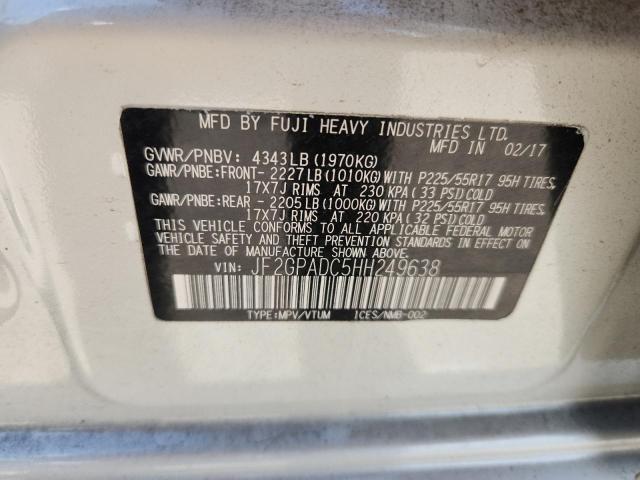 MFD BY FUJI HEAVY INDUSTRIES LTD.
MFD IN 02/17
GVWR/PNBV: 4343LB(1970KG)
GAWR/PNBE:FRONT- 2227LB(1010KG)WITH P225/55R17 95H TIRES,
17X7J RIMS AT 230 KPA(33 PSI)COLD
GAWR/PNBE:REAR - 2205LB(1000KG)WITH P225/55R17 95H TIRES,
17X7J RIMS AT 220 KPA(32 PSI)COLD
THIS VEHICLE CONFORMS TO ALL APPLICABLE FEDERAL MOTOR
VEHICLE SAFETY AND THEFT PREVENTION STANDARDS IN EFFECT
ON THE DATE OF MANUFACTURE SHOWN ABOVE.
VIN: JF2GPADC5HH249638
TYPE:MPV/VTUM ICES/NMB-002